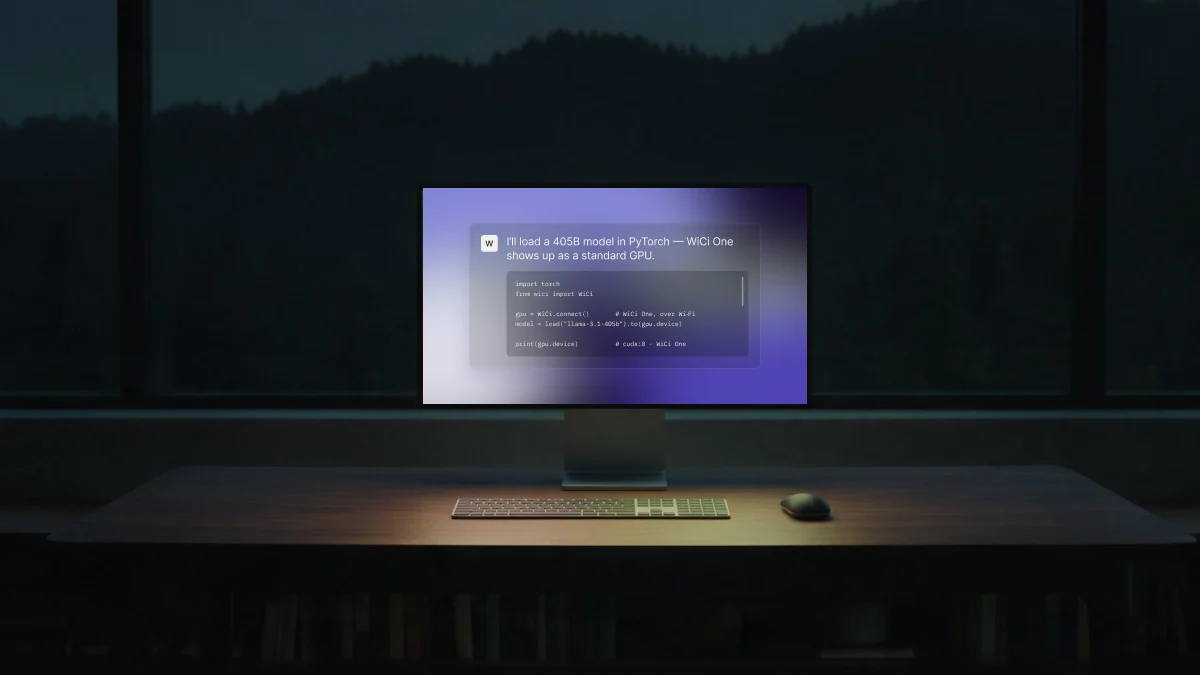 W
I'll load a 405B model in PyTorch — WiCi One
shows up as a standard GPU.
import torch
from wici import WiCi
gpu = WiCi.connect() # WiCi One, over Wi-Fi
model = load("llama-3.1-405b").to(gpu.device)
print(gpu.device) # cuda:0 - WiCi One